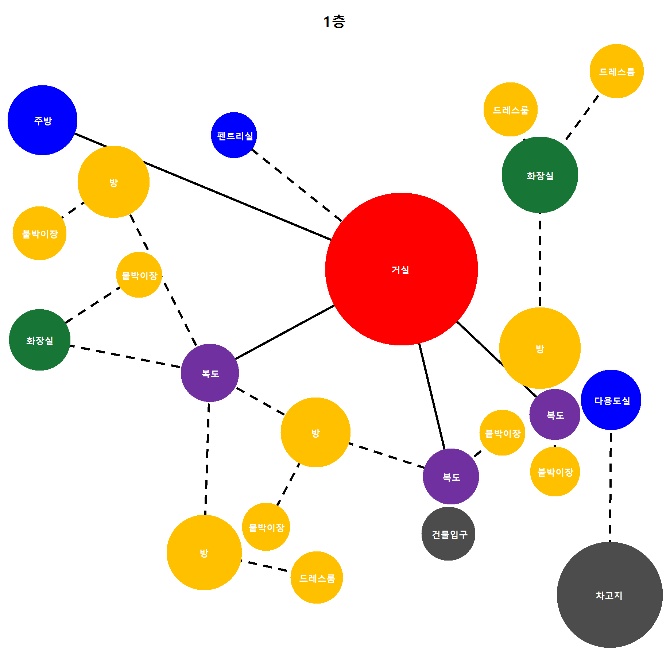 1층
드레스룸
드레스룸
주방
펜트리실
화장실
방
붙박이장
거실
붙박이장
화장실
방
복도
다용도실
복도
방
붙박이장
복도
붙박이장
붙박이장
건물입구
방
드레스룸
차고지